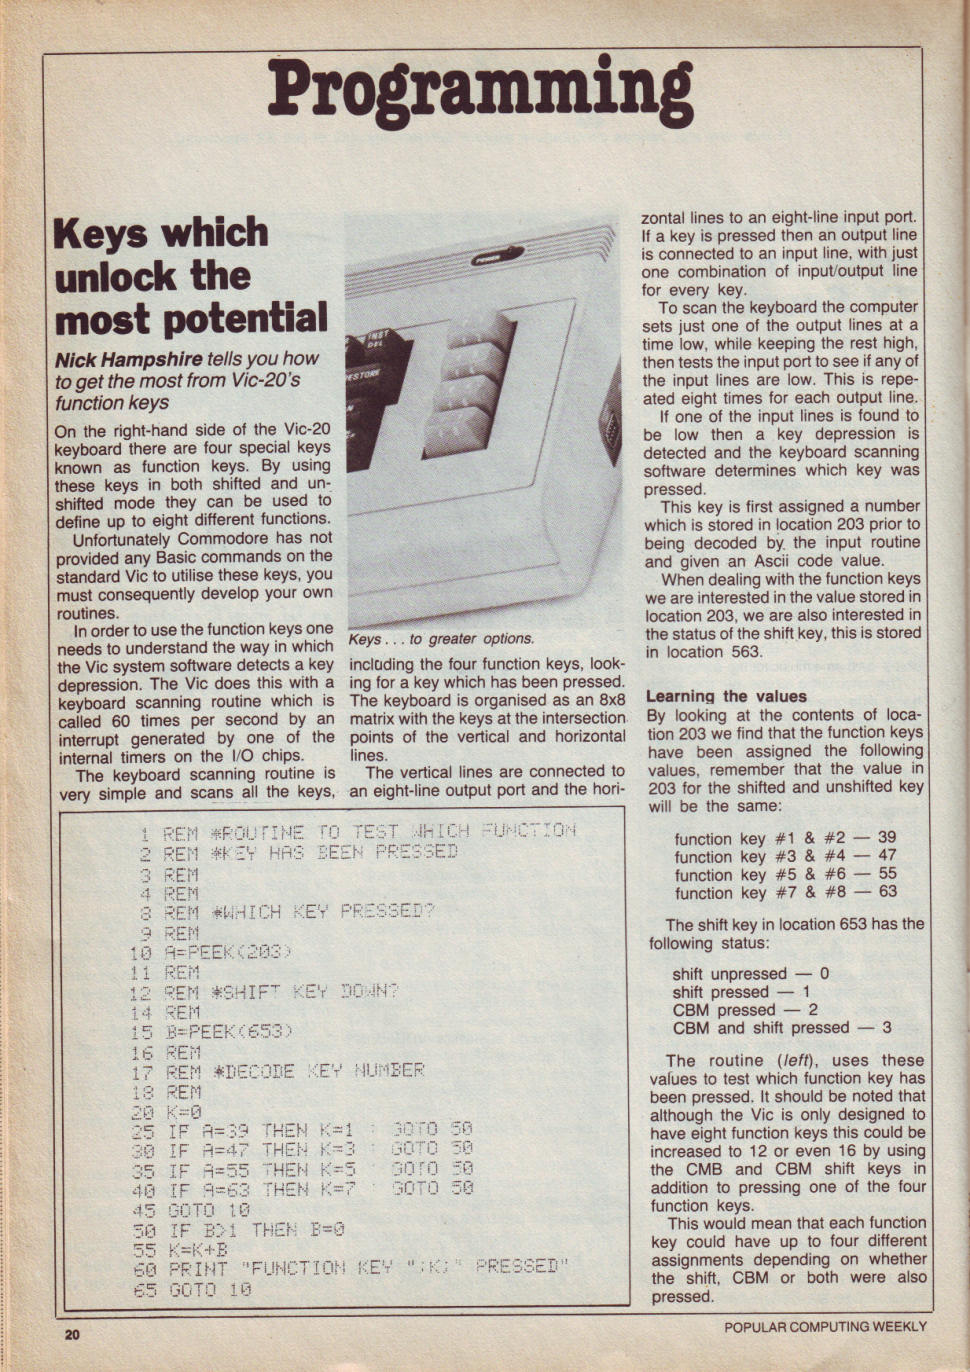 Programming
Keys which
unlock the
most potential
Nick Hampshire tells you how
to get the most from Vic-20's
function keys
On the right-hand side of the Vic-20
keyboard there are four special keys
known as function keys. By using
these keys in both shifted and un-
shifted mode they can be used to
define up to eight different functions.
Unfortunately Commodore has not
provided any Basic commands on the
standard Vic to utilise these keys, you
must consequently develop your own
routines.
In order to use the function keys one
needs to understand the way in which
the Vic system software detects a key
depression. The Vic does this with a
keyboard scanning routine which is
called 60 times per second by an
interrupt generated by one of the
internal timers on the I/O chips.
The keyboard scanning routine is
very simple and scans all the keys,
POWER
INST
DEL
RESTORE
Keys . . . to greater options.
including the four function keys, look-
ing for a key which has been pressed.
The keyboard is organised as an 8x8
matrix with the keys at the intersection
points of the vertical and horizontal
lines.
The vertical lines are connected to
an eight-line output port and the hori-
zontal lines to an eight-line input port.
If a key is pressed then an output line
is connected to an input line, with just
one combination of input/output line
for every key.
To scan the keyboard the computer
sets just one of the output lines at a
time low, while keeping the rest high,
then tests the input port to see if any of
the input lines are low. This is repe-
ated eight times for each output line.
If one of the input lines is found to
be low then a key depression is
detected and the keyboard scanning
software determines which key was
pressed.
This key is first assigned a number
which is stored in location 203 prior to
being decoded by the input routine
and given an Ascii code value.
When dealing with the function keys
we are interested in the value stored in
location 203, we are also interested in
the status of the shift key, this is stored
in location 563.
Learning the values
By looking at the contents of loca-
tion 203 we find that the function keys
have been assigned the following
values, remember that the value in
203 for the shifted and unshifted key
will be the same:
function key #1 & #2 — 39
function key #3 & #4 — 47
function key #5 & #6 — 55
function key #7 & #8 — 63
The shift key in location 653 has the
following status:
shift unpressed — 0
shift pressed — 1
CBM pressed — 2
CBM and shift pressed — 3
The routine (left), uses these
values to test which function key has
been pressed. It should be noted that
although the Vic is only designed to
have eight function keys this could be
increased to 12 or even 16 by using
the CMB and CBM shift keys in
addition to pressing one of the four
function keys.
This would mean that each function
key could have up to four different
assignments depending on whether
the shift, CBM or both were also
pressed.
1 REM *ROUTINE TO TEST WHICH FUNCTION
2 REM *KEY HAS BEEN PRESSED
3 REM
4 REM
8 REM *WHICH KEY PRESSED?
9 REM
10 A=PEEK(203)
11 REM
12 REM *SHIFT KEY DOWN?
14 REM
15 B=PEEK(653)
16 REM
17 REM *DECODE KEY NUMBER
18 REM
20 K=0
25 IF A=39 THEN K=1 : GOTO 50
30 IF A=47 THEN K=3 : GOTO 50
35 IF A=55 THEN K=5 : GOTO 50
40 IF A=63 THEN K=7 : GOTO 50
45 GOTO 10
50 IF B>1 THEN B=0
55 K=K+B
60 PRINT "FUNCTION KEY ";K;" PRESSED"
65 GOTO 10
20
POPULAR COMPUTING WEEKLY